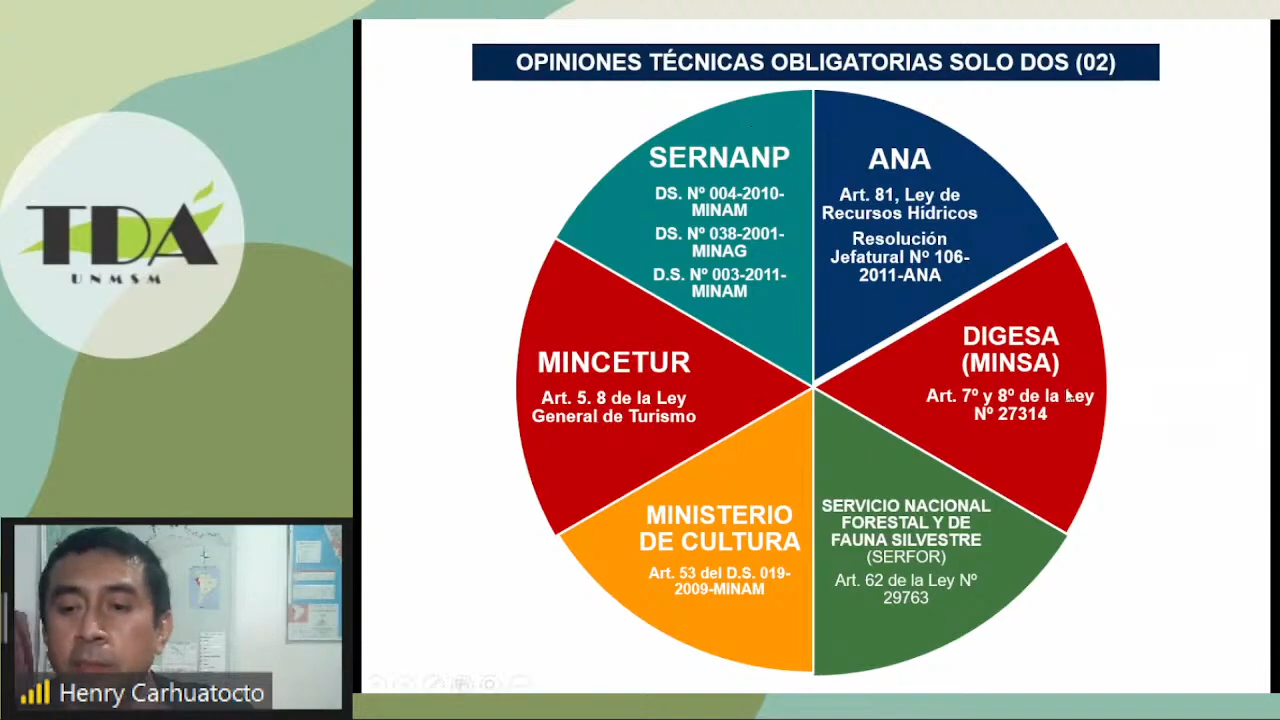 OPINIONES TÉCNICAS OBLIGATORIAS SOLO DOS (02)
SERNANP
DS. Nº 004-2010-
MINAM
DS. Nº 038-2001-
MINAG
D.S. Nº 003-2011-
MINAM
ANA
Art. 81, Ley de
Recursos Hídricos
Resolución
Jefatural Nº 106-
2011-ANA
MINCETUR
Art. 5. 8 de la Ley
General de Turismo
DIGESA
(MINSA)
Art. 7º y 8º de la Ley
Nº 27314
MINISTERIO
DE CULTURA
Art. 53 del D.S. 019-
2009-MINAM
SERVICIO NACIONAL
FORESTAL Y DE
FAUNA SILVESTRE
(SERFOR)
Art. 62 de la Ley Nº
29763
TDA
UNMSM
Henry Carhuatocto